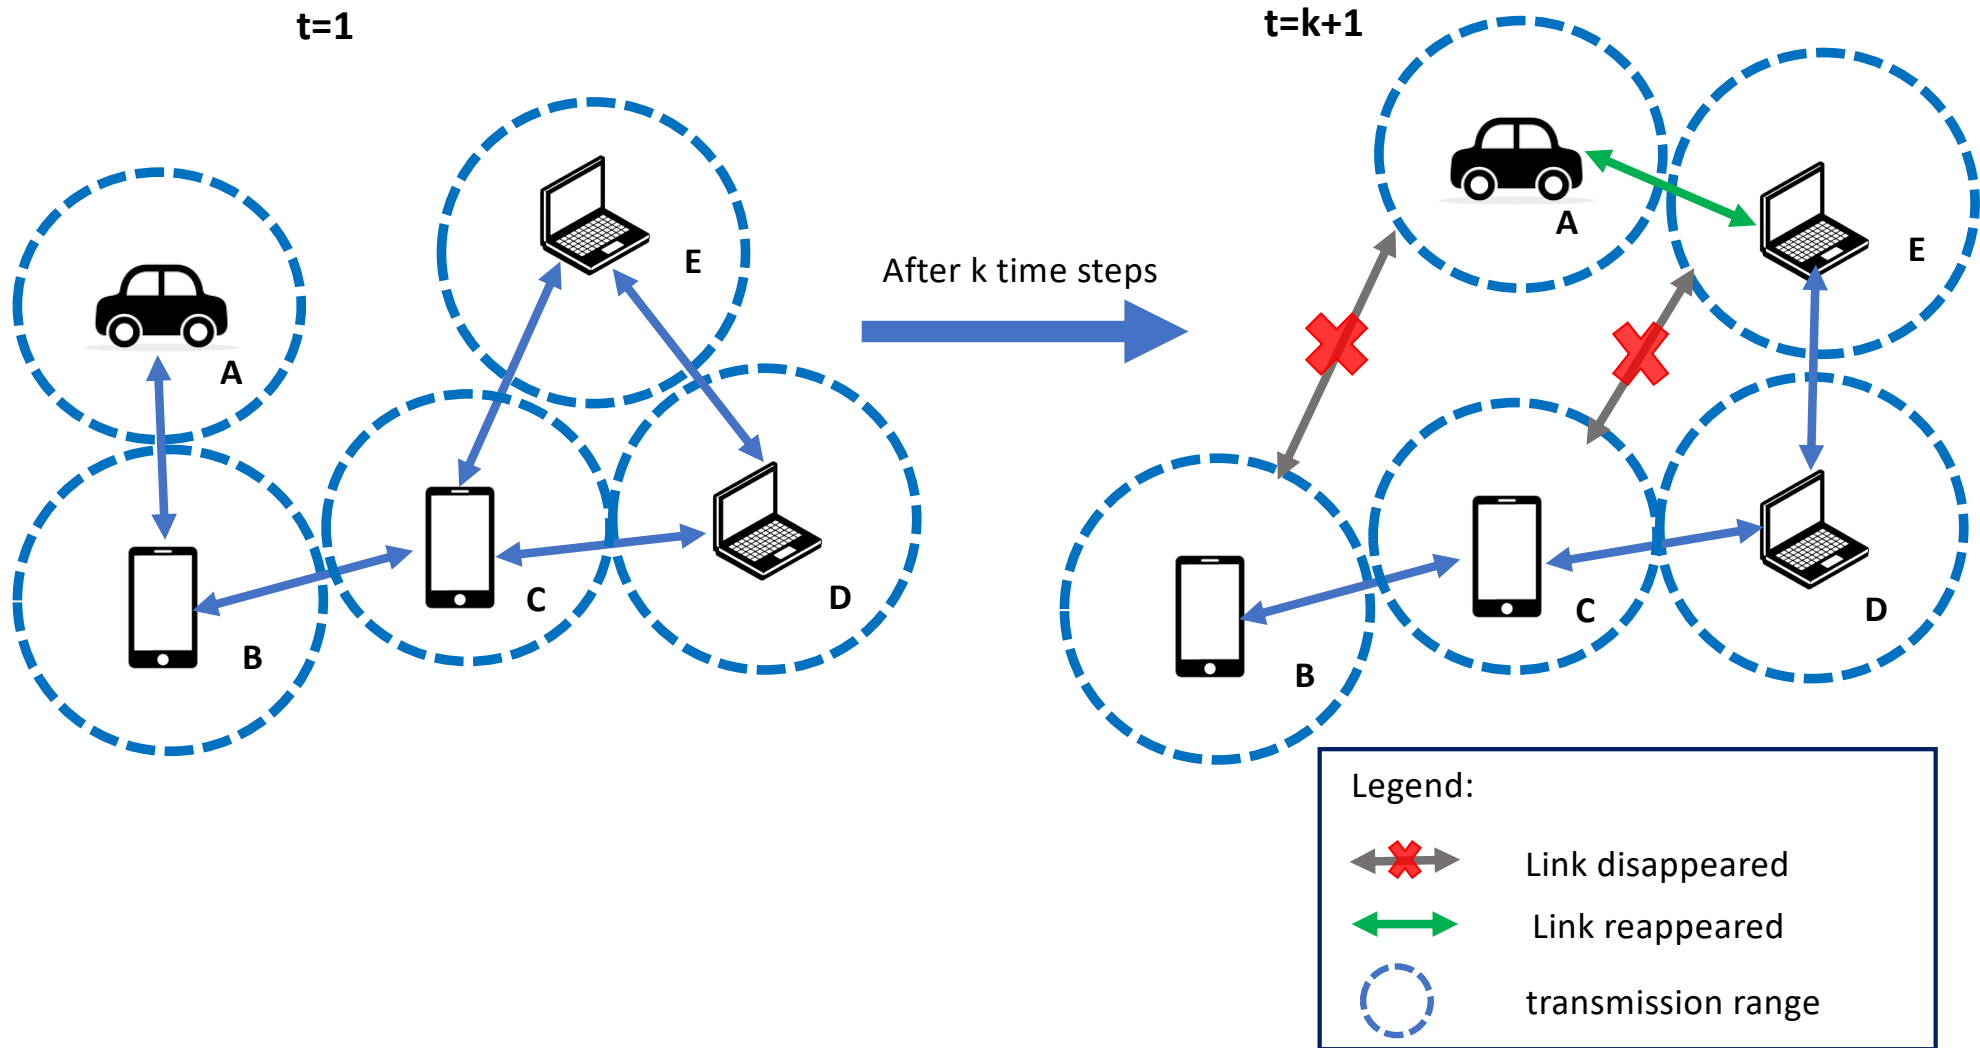 t=1
t=k+1
A
E
After k time steps
A
E
B
C
D
B
C
D
Legend:
Link disappeared
Link reappeared
transmission range